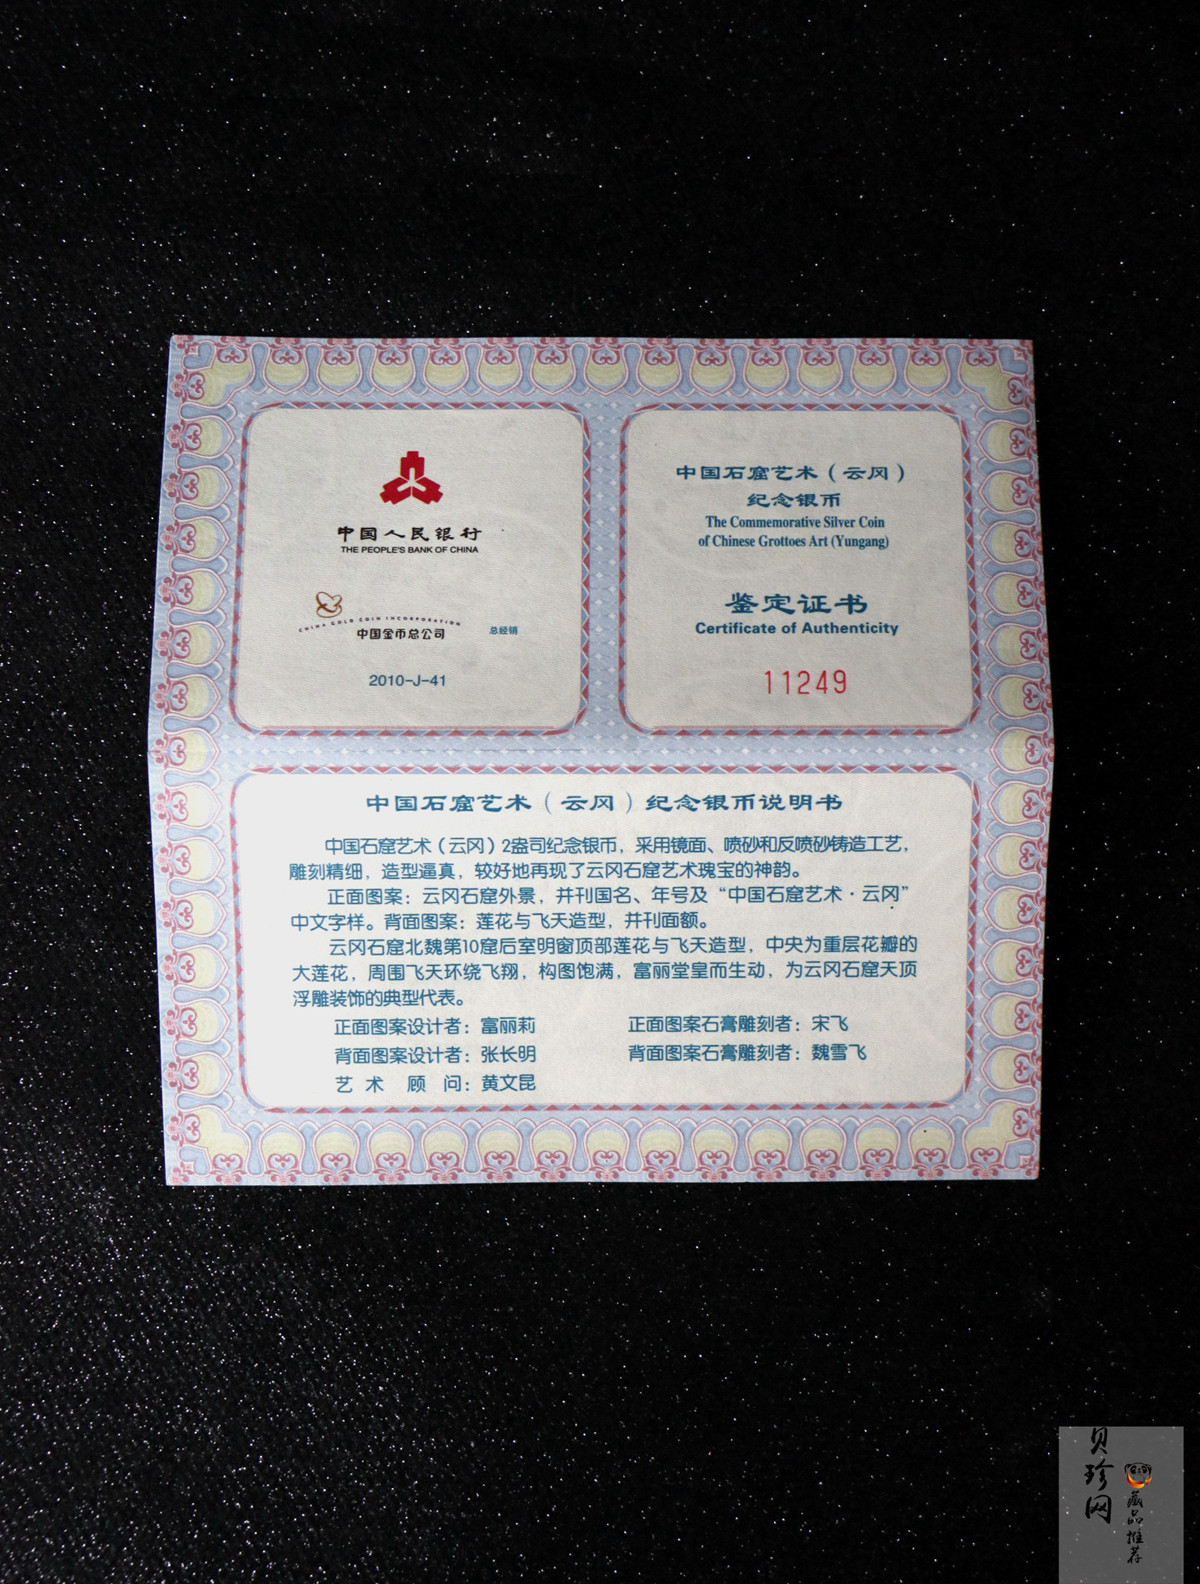 中国人民银行
THE PEOPLE'S BANK OF CHINA
CHINA GOLD COIN INCORPORATION
中国金币总公司 总经销
2010-J-41
中国石窟艺术（云冈）
纪念银币
The Commemorative Silver Coin
of Chinese Grottoes Art (Yungang)
鉴定证书
Certificate of Authenticity
11249
中国石窟艺术（云冈）纪念银币说明书
中国石窟艺术（云冈）2盎司纪念银币，采用镜面、喷砂和反喷砂铸造工艺，
雕刻精细，造型逼真，较好地再现了云冈石窟艺术瑰宝的神韵。
正面图案：云冈石窟外景，并刊国名、年号及“中国石窟艺术·云冈”
中文字样。背面图案：莲花与飞天造型，并刊面额。
云冈石窟北魏第10窟后室明窗顶部莲花与飞天造型，中央为重层花瓣的
大莲花，周围飞天环绕飞翔，构图饱满，富丽堂皇而生动，为云冈石窟天顶
浮雕装饰的典型代表。
正面图案设计者：富丽莉 正面图案石膏雕刻者：宋飞
背面图案设计者：张长明 背面图案石膏雕刻者：魏雪飞
艺术顾问：黄文昆
贝珍网
藏品推荐